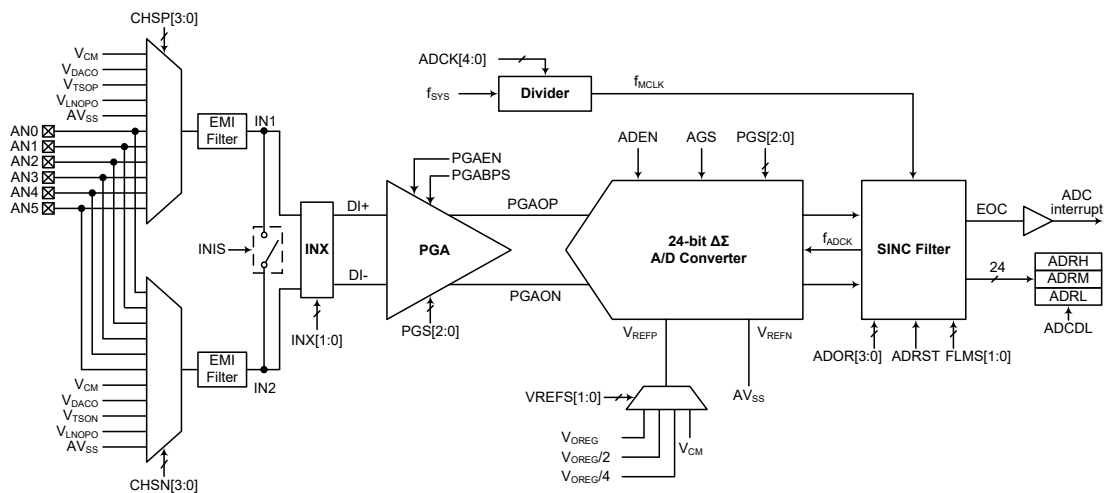 CHSP[3:0]
VCM
VDACO
VTSOP
VLNOPO
AVSS
AN0
AN1
AN2
AN3
AN4
AN5
EMI
Filter
IN1
INIS
INX
INX[1:0]
DI+
DI-
EMI
Filter
IN2
VCM
VDACO
VTSON
VLNOPO
AVSS
CHSN[3:0]
PGAEN
PGABPS
PGA
PGS[2:0]
PGAOP
PGAON
ADCK[4:0]
fSYS
Divider
fMCLK
ADEN
AGS
PGS[2:0]
24-bit ΔΣ
A/D Converter
VREFP
VREFN
VREFS[1:0]
AVSS
VOREG
VOREG/2
VOREG/4
VCM
fADCK
SINC Filter
ADOR[3:0]
ADRST
FLMS[1:0]
EOC
ADC
interrupt
24
ADRH
ADRM
ADRL
ADCDL